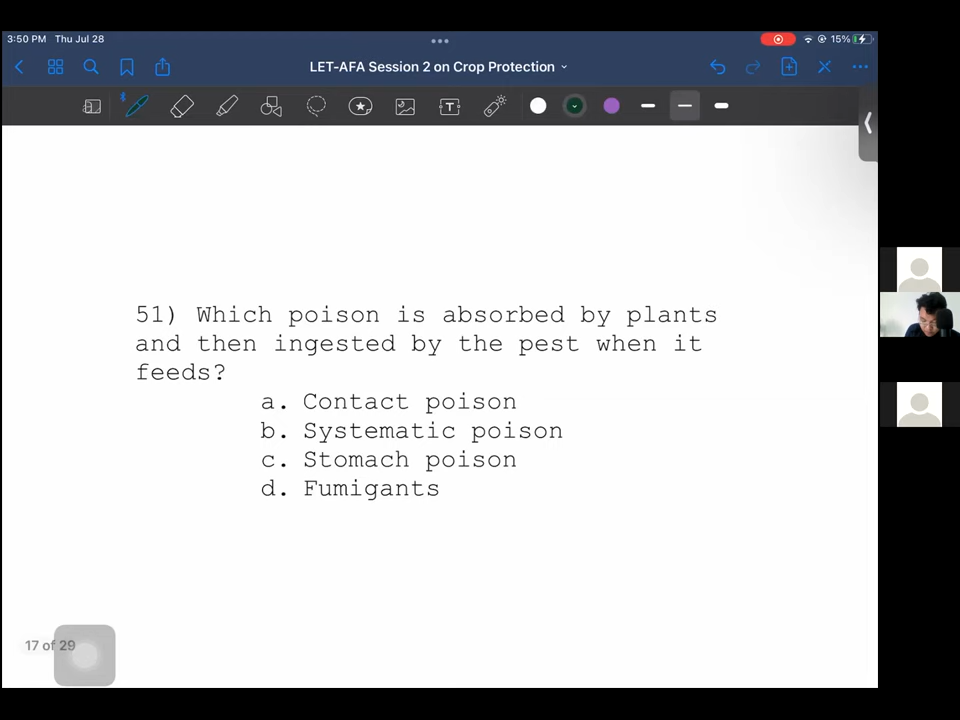 3:50 PM Thu Jul 28
15%
LET-AFA Session 2 on Crop Protection
T
51) Which poison is absorbed by plants
and then ingested by the pest when it
feeds?
a. Contact poison
b. Systematic poison
c. Stomach poison
d. Fumigants
17 of 29